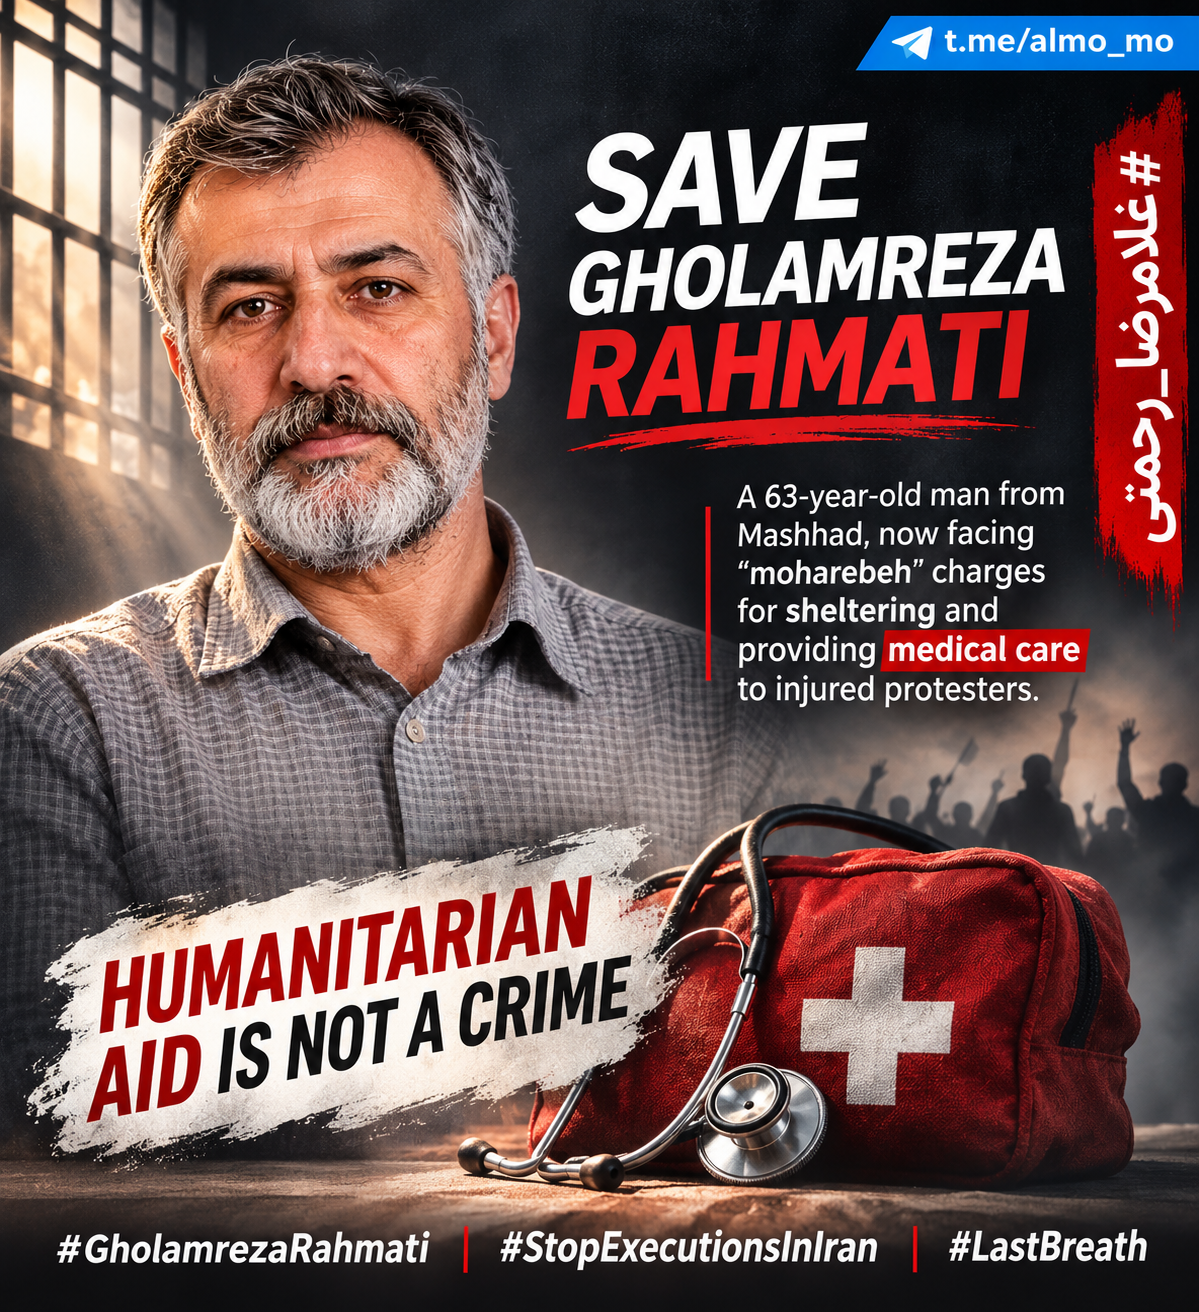 t.me/almo_mo
SAVE
GHOLAMREZA
RAHMATI
#غلامرضا_رحمتی
A 63-year-old man from
Mashhad, now facing
“moharebeh” charges
for sheltering and
providing medical care
to injured protesters.
HUMANITARIAN
AID IS NOT A CRIME
#GholamrezaRahmati | #StopExecutionsInIran | #LastBreath